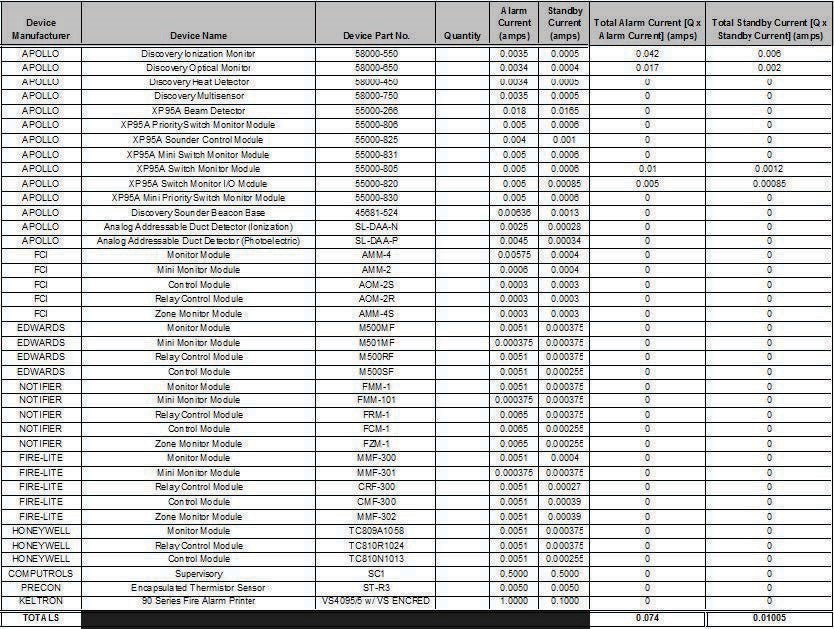 Device Manufacturer Device Name Device Part No. Quantity Alarm Current (amps) Standby Current (amps) Total Alarm Current [Q x Alarm Current] (amps) Total Standby Current [Q x Standby Current] (amps)
APOLLO Discovery Ionization Monitor 58000-550 0.0035 0.0005 0.042 0.006
APOLLO Discovery Optical Monitor 58000-650 0.0034 0.0004 0.017 0.002
APOLLO Discovery Heat Detector 58000-450 0.0034 0.0005 0 0
APOLLO Discovery Multisensor 58000-750 0.0035 0.0005 0 0
APOLLO XP95A Beam Detector 55000-266 0.018 0.0165 0 0
APOLLO XP95A Priority Switch Monitor Module 55000-806 0.005 0.0006 0 0
APOLLO XP95A Sounder Control Module 55000-825 0.004 0.001 0 0
APOLLO XP95A Mini Switch Monitor Module 55000-831 0.005 0.0006 0 0
APOLLO XP95A Switch Monitor Module 55000-805 0.005 0.0006 0.01 0.0012
APOLLO XP95A Switch Monitor I/O Module 55000-820 0.005 0.00085 0.005 0.00085
APOLLO XP95A Mini Priority Switch Monitor Module 55000-830 0.005 0.0006 0 0
APOLLO Discovery Sounder Beacon Base 45681-524 0.00636 0.0013 0 0
APOLLO Analog Addressable Duct Detector (Ionization) SL-DAA-N 0.0025 0.00028 0 0
APOLLO Analog Addressable Duct Detector (Photoelectric) SL-DAA-P 0.0045 0.00034 0 0
FCI Monitor Module AMM-4 0.00575 0.0004 0 0
FCI Mini Monitor Module AMM-2 0.0006 0.0004 0 0
FCI Control Module AOM-2S 0.0003 0.0003 0 0
FCI Relay Control Module AOM-2R 0.0003 0.0003 0 0
FCI Zone Monitor Module AMM-4S 0.0003 0.0003 0 0
EDWARDS Monitor Module M500MF 0.0051 0.000375 0 0
EDWARDS Mini Monitor Module M501MF 0.000375 0.000375 0 0
EDWARDS Relay Control Module M500RF 0.0051 0.000375 0 0
EDWARDS Control Module M500SF 0.0051 0.000255 0 0
NOTIFIER Monitor Module FMM-1 0.0051 0.000375 0 0
NOTIFIER Mini Monitor Module FMM-101 0.000375 0.000375 0 0
NOTIFIER Relay Control Module FRM-1 0.0065 0.000375 0 0
NOTIFIER Control Module FCM-1 0.0065 0.000255 0 0
NOTIFIER Zone Monitor Module FZM-1 0.0065 0.000255 0 0
FIRE-LITE Monitor Module MMF-300 0.0051 0.0004 0 0
FIRE-LITE Mini Monitor Module MMF-301 0.000375 0.000375 0 0
FIRE-LITE Relay Control Module CRF-300 0.0051 0.00027 0 0
FIRE-LITE Control Module CMF-300 0.0051 0.00039 0 0
FIRE-LITE Zone Monitor Module MMF-302 0.0051 0.00039 0 0
HONEYWELL Monitor Module TC809A1058 0.0051 0.000375 0 0
HONEYWELL Relay Control Module TC810R1024 0.0051 0.000375 0 0
HONEYWELL Control Module TC810N1013 0.0051 0.000255 0 0
COMPUTROLS Supervisory SC1 0.5000 0.5000 0 0
PRECON Encapsulated Thermistor Sensor ST-R3 0.0050 0.0050 0 0
KELTRON 90 Series Fire Alarm Printer VS4095/5 w/ VS ENCRED 1.0000 0.1000 0 0
TOTALS 0.074 0.01005